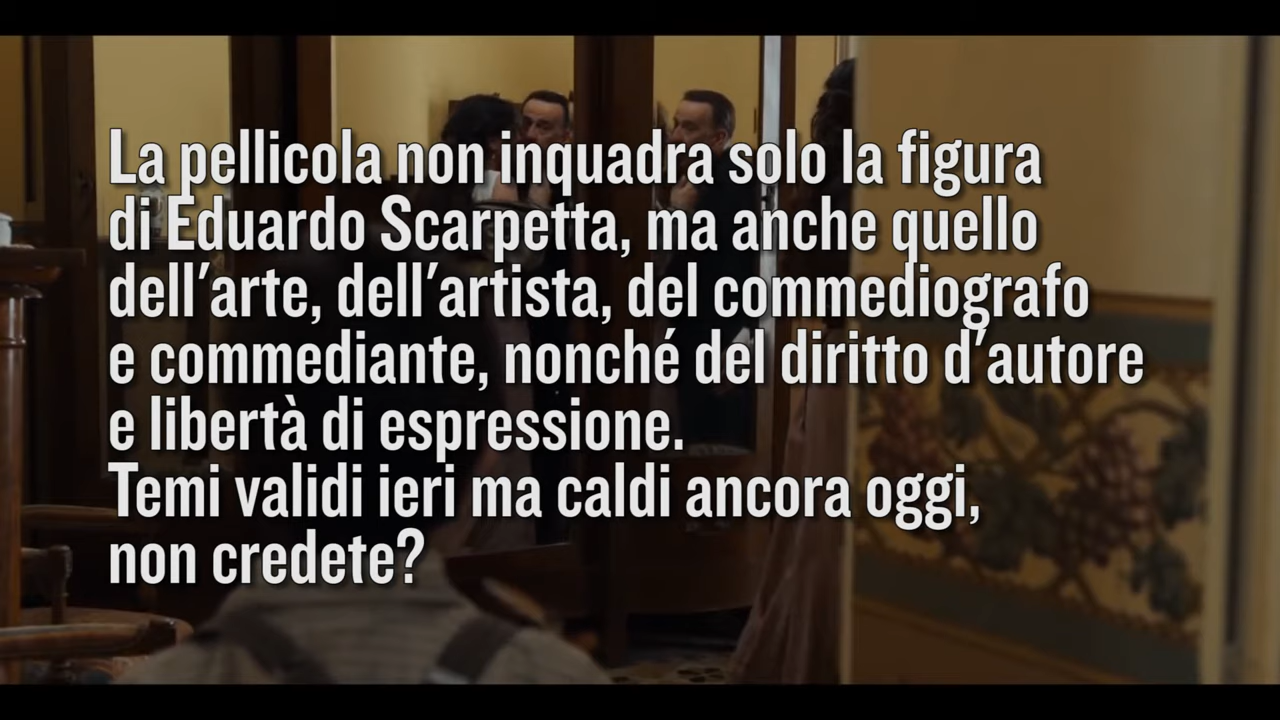 La pellicola non inquadra solo la figura
di Eduardo Scarpetta, ma anche quello
dell'arte, dell'artista, del commediografo
e commediante, nonché del diritto d'autore
e libertà di espressione.
Temi validi ieri ma caldi ancora oggi,
non credete?